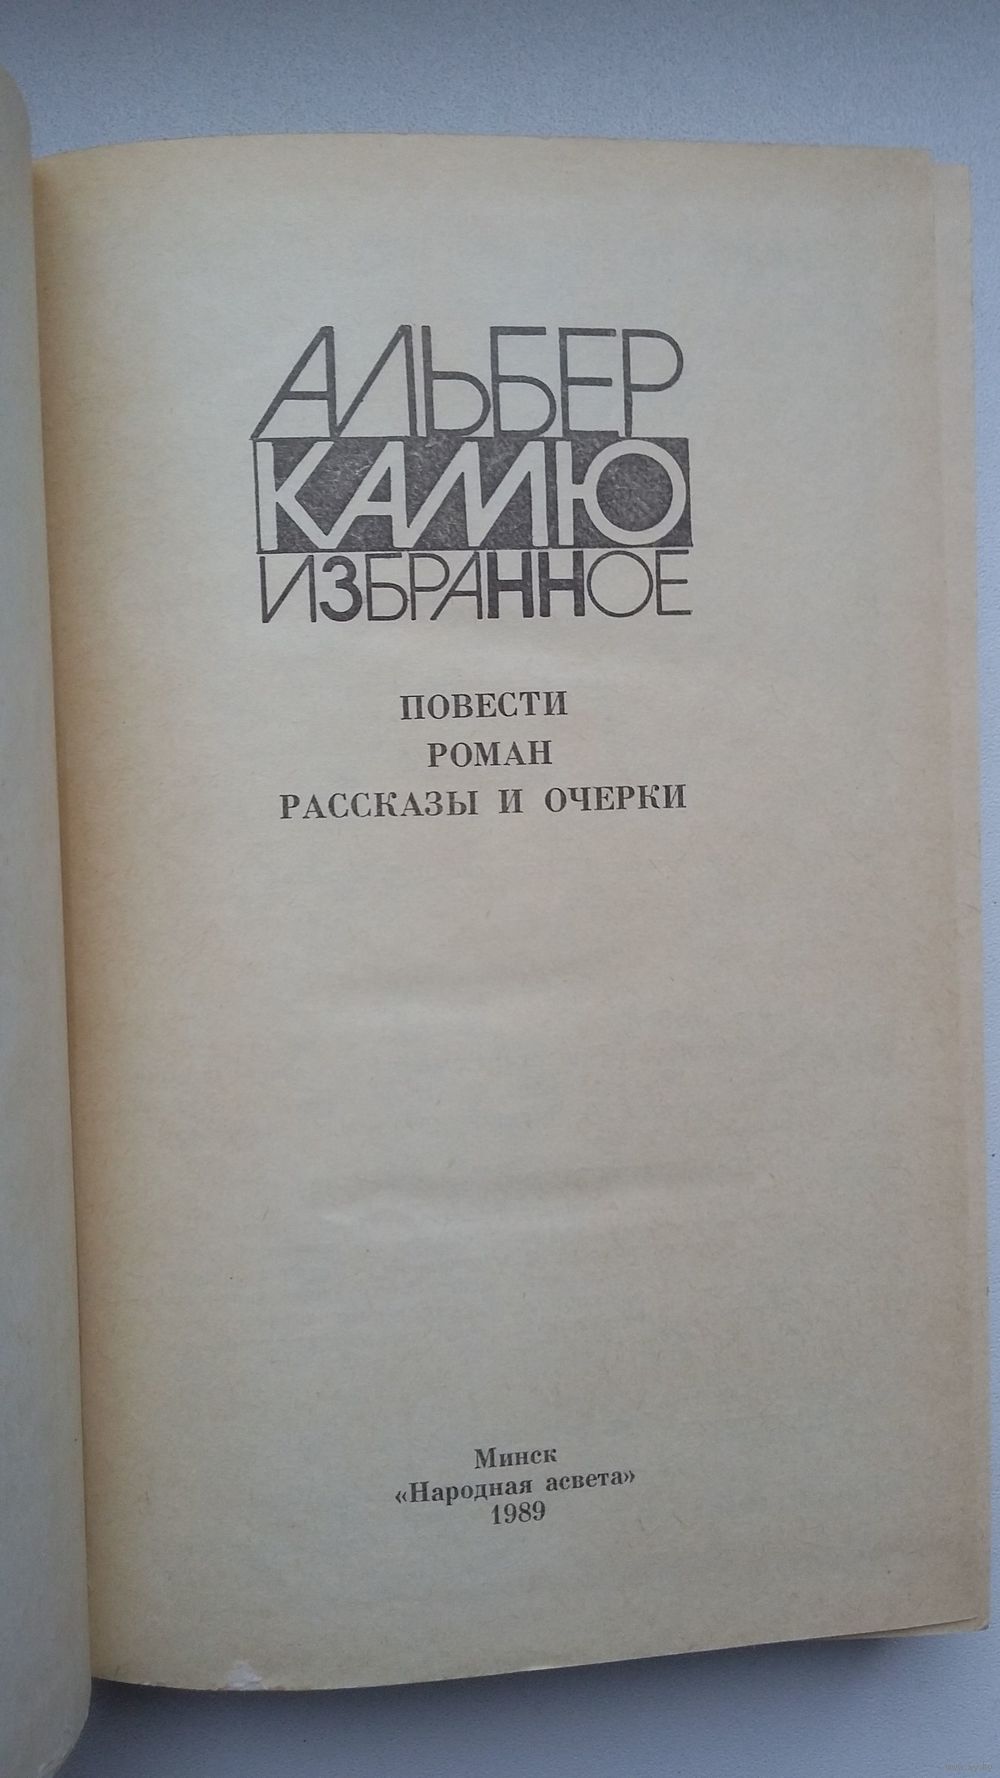 АЛЬБЕР
КАМЮ
ИЗБРАННОЕ
ПОВЕСТИ
РОМАН
РАССКАЗЫ И ОЧЕРКИ
Минск
«Народная асвета»
1989